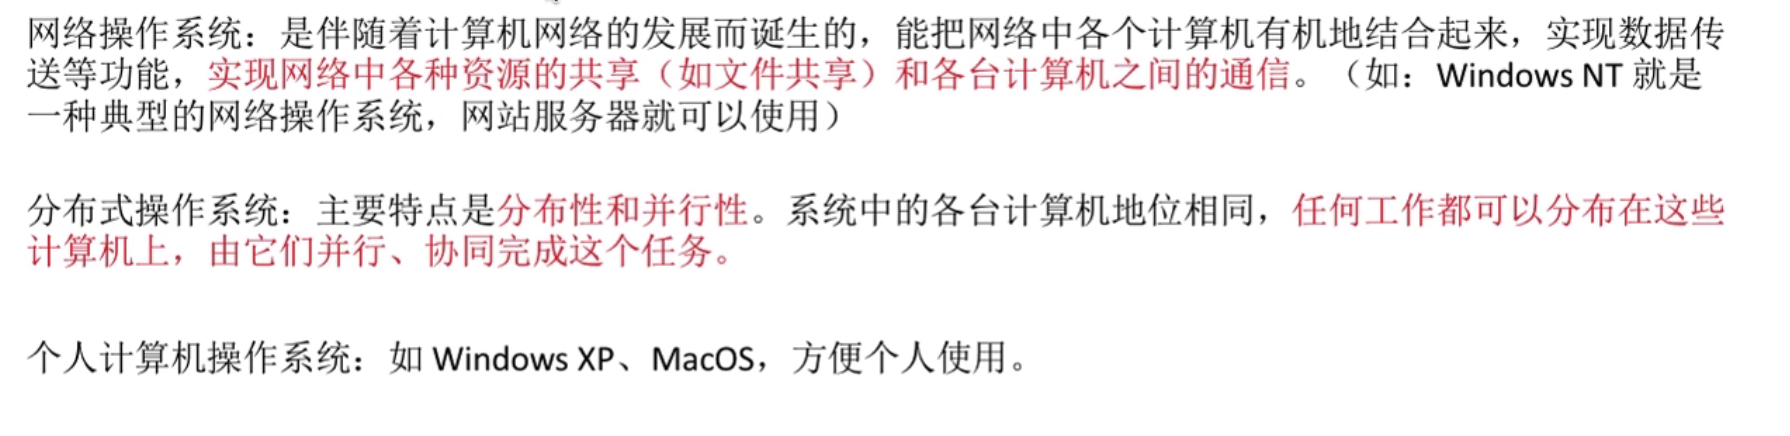 网络操作系统：是伴随着计算机网络的发展而诞生的，能把网络中各个计算机有机地结合起来，实现数据传
送等功能，实现网络中各种资源的共享（如文件共享）和各台计算机之间的通信。（如：Windows NT 就是
一种典型的网络操作系统，网站服务器就可以使用）
分布式操作系统：主要特点是分布性和并行性。系统中的各台计算机地位相同，任何工作都可以分布在这些
计算机上，由它们并行、协同完成这个任务。
个人计算机操作系统：如 Windows XP、MacOS，方便个人使用。